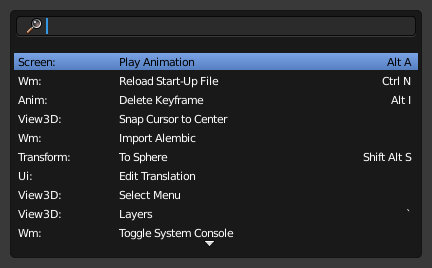 Screen: Play Animation Alt A
Wm: Reload Start-Up File Ctrl N
Anim: Delete Keyframe Alt I
View3D: Snap Cursor to Center
Wm: Import Alembic
Transform: To Sphere Shift Alt S
Ui: Edit Translation
View3D: Select Menu
View3D: Layers `
Wm: Toggle System Console